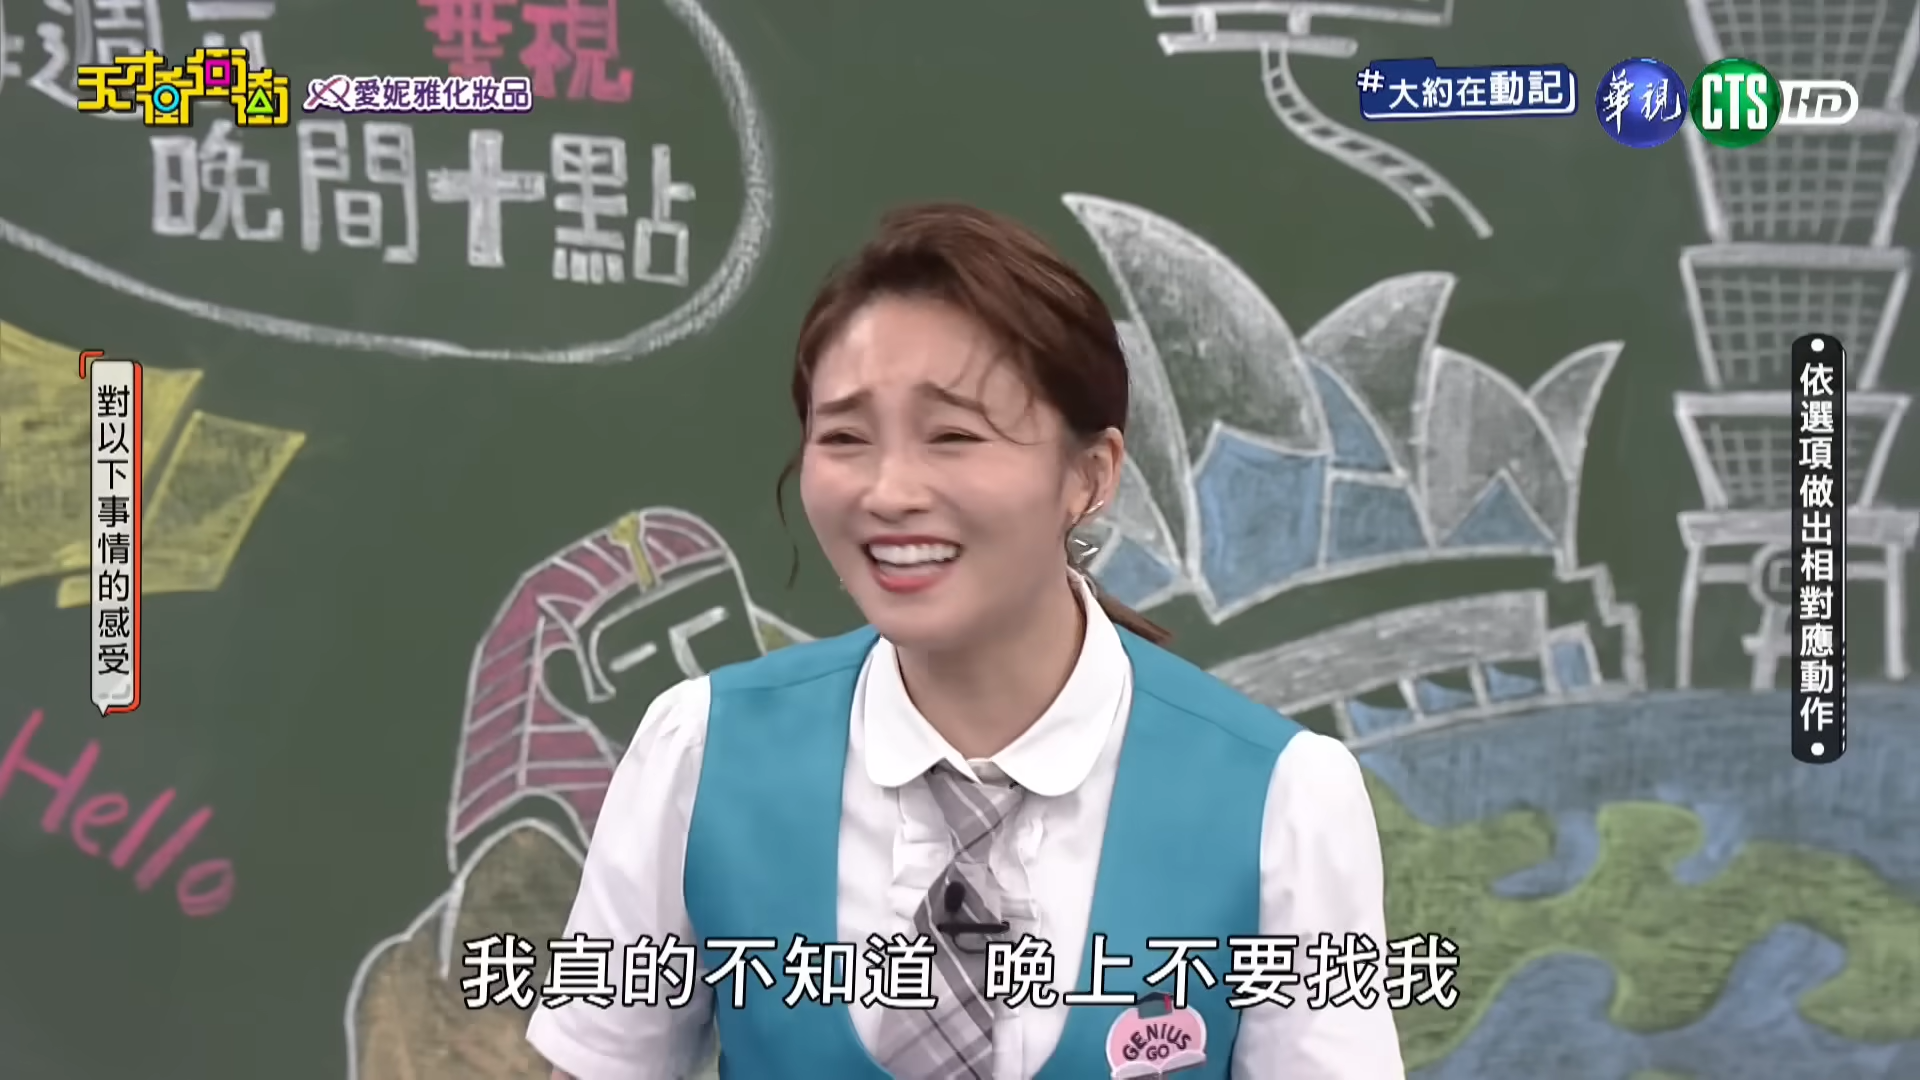 週六 華視
晚間十點
天才衝衝衝
愛妮雅化妝品
#大約在動記
華視 CTS HD
對以下事情的感受
依選項做出相對應動作
Hello
我真的不知道 晚上不要找我
GENIUS
GO